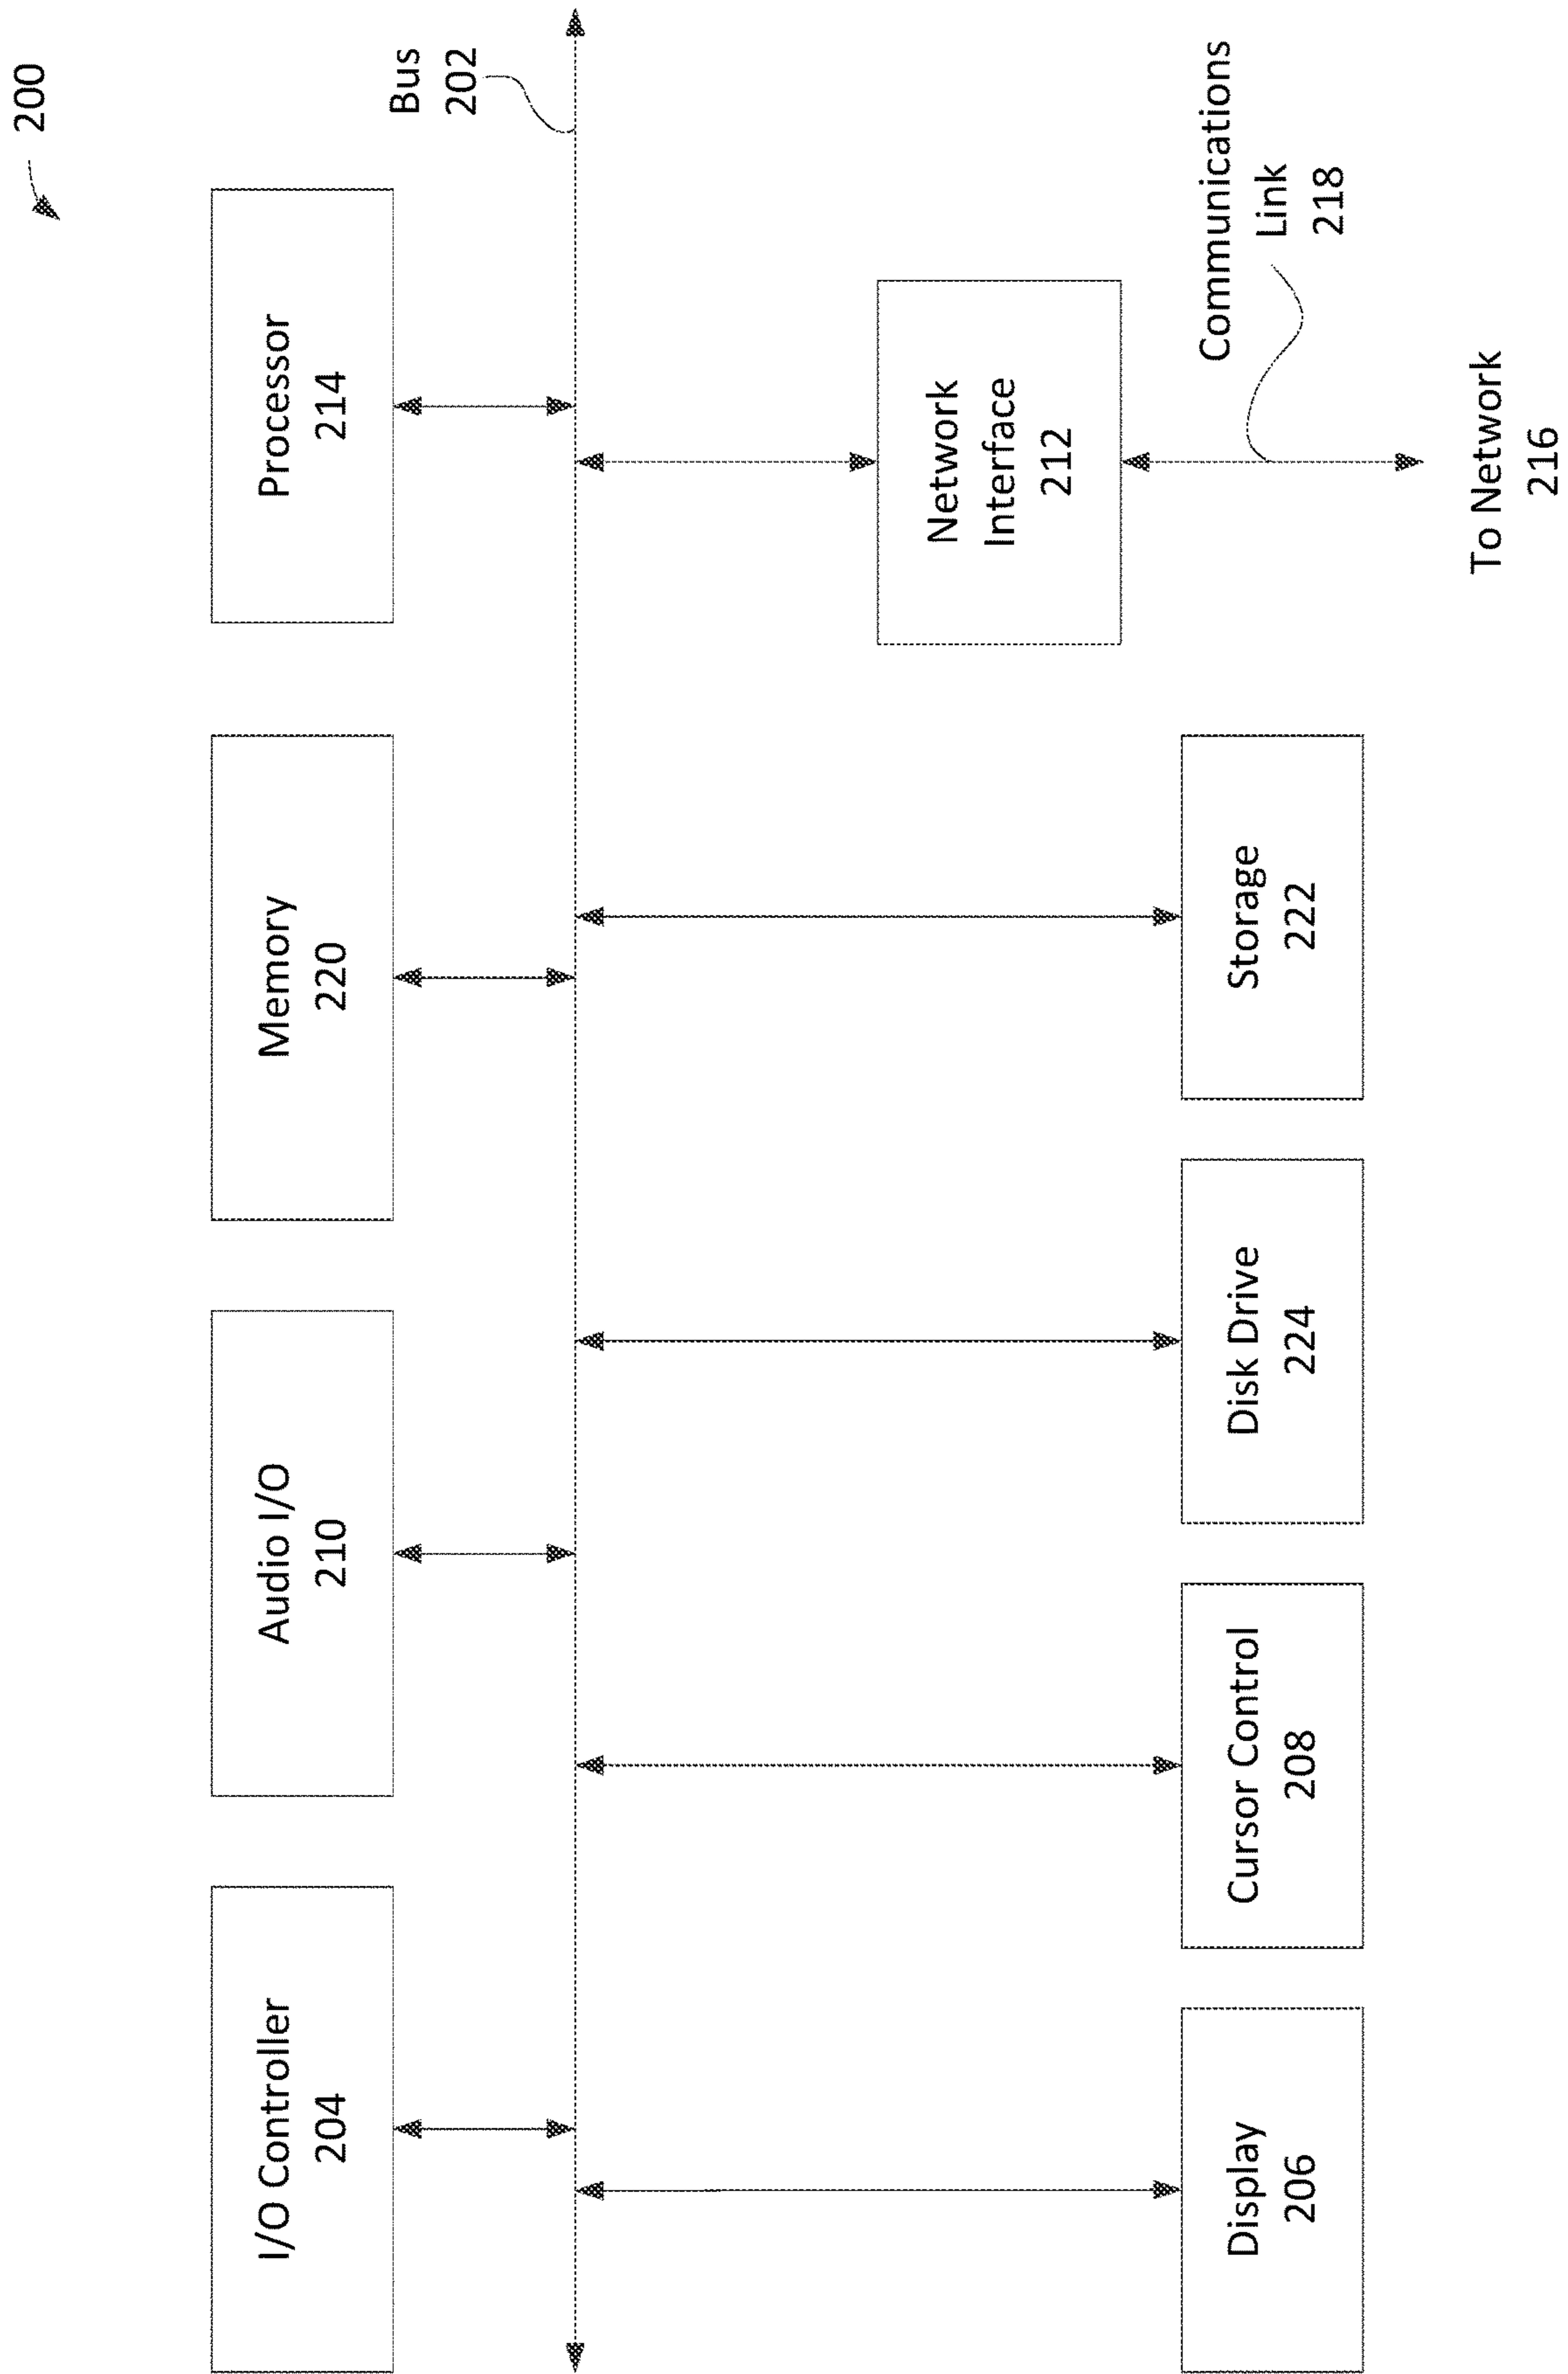 200
I/O Controller
204
Audio I/O
210
Memory
220
Processor
214
Bus
202
Network
Interface
212
Communications
Link
218
Display
206
Cursor Control
208
Disk Drive
224
Storage
222
To Network
216